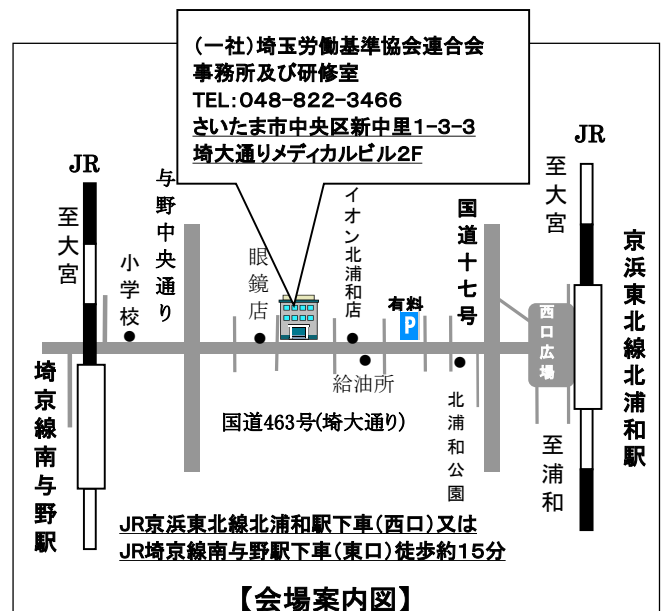 (一社)埼玉労働基準協会連合会
事務所及び研修室
TEL:048-822-3466
さいたま市中央区新中里1-3-3
埼大通りメディカルビル2F
JR
至大宮
小学校
与野中央通り
眼鏡店
イオン北浦和店
有料
P
国道十七号
JR
至大宮
京浜東北線北浦和駅
西口広場
給油所
埼京線南与野駅
国道463号(埼大通り)
北浦和公園
至浦和
JR京浜東北線北浦和駅下車(西口)又は
JR埼京線南与野駅下車(東口)徒歩約15分
【会場案内図】